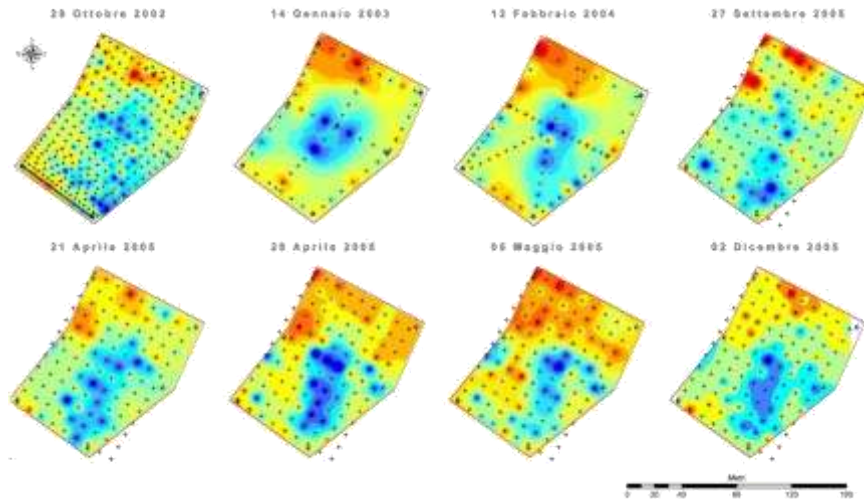 29 Ottobre 2002
14 Gennaio 2003
12 Febbraio 2004
27 Settembre 2005
21 Aprile 2005
29 Aprile 2005
06 Maggio 2005
02 Dicembre 2005
Metri